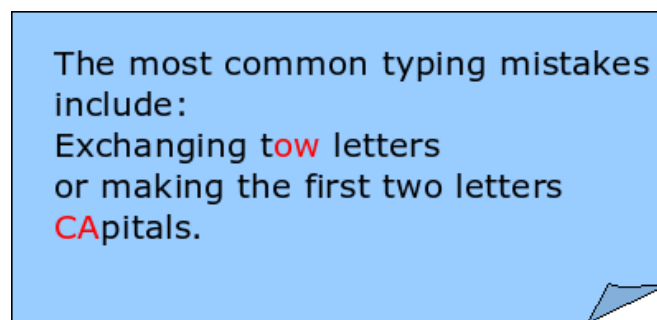 The most common typing mistakes
include:
Exchanging tow letters
or making the first two letters
CApitals.